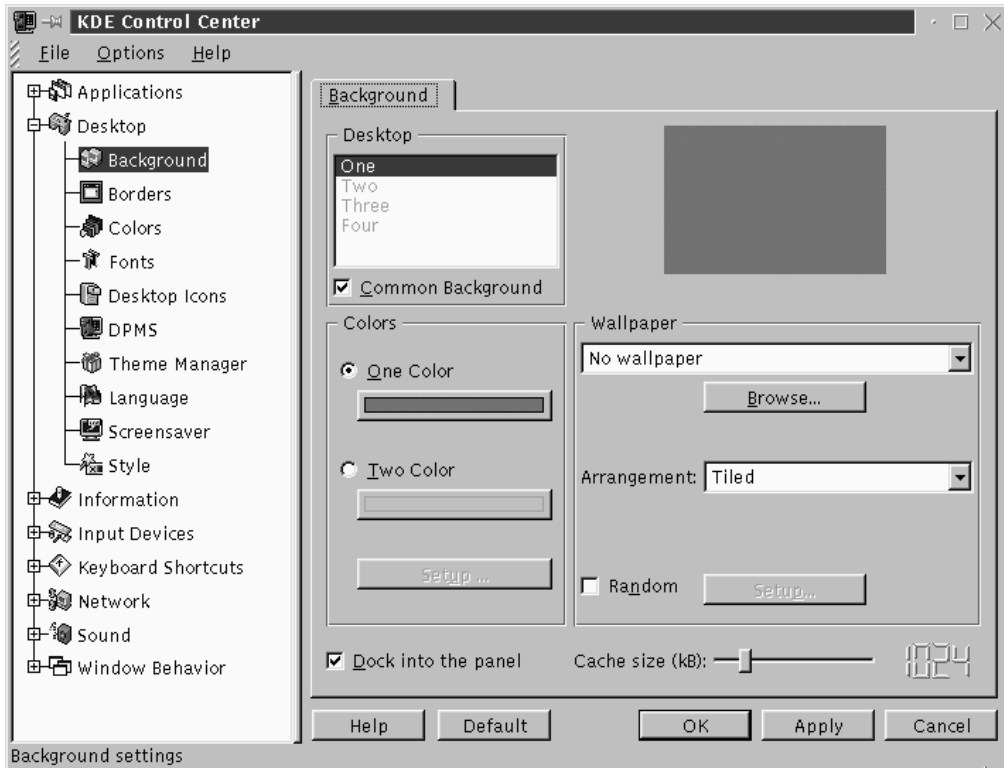 KDE Control Center
File Options Help
Applications
Desktop
Background
Borders
Colors
Fonts
Desktop Icons
DPMS
Theme Manager
Language
Screensaver
Style
Information
Input Devices
Keyboard Shortcuts
Network
Sound
Window Behavior
Background
Desktop
One
Two
Three
Four
Common Background
Colors
One Color
Two Color
Setup ...
Wallpaper
No wallpaper
Browse...
Arrangement: Tiled
Random Setup...
Dock into the panel Cache size (kB): 1024
Help Default OK Apply Cancel
Background settings